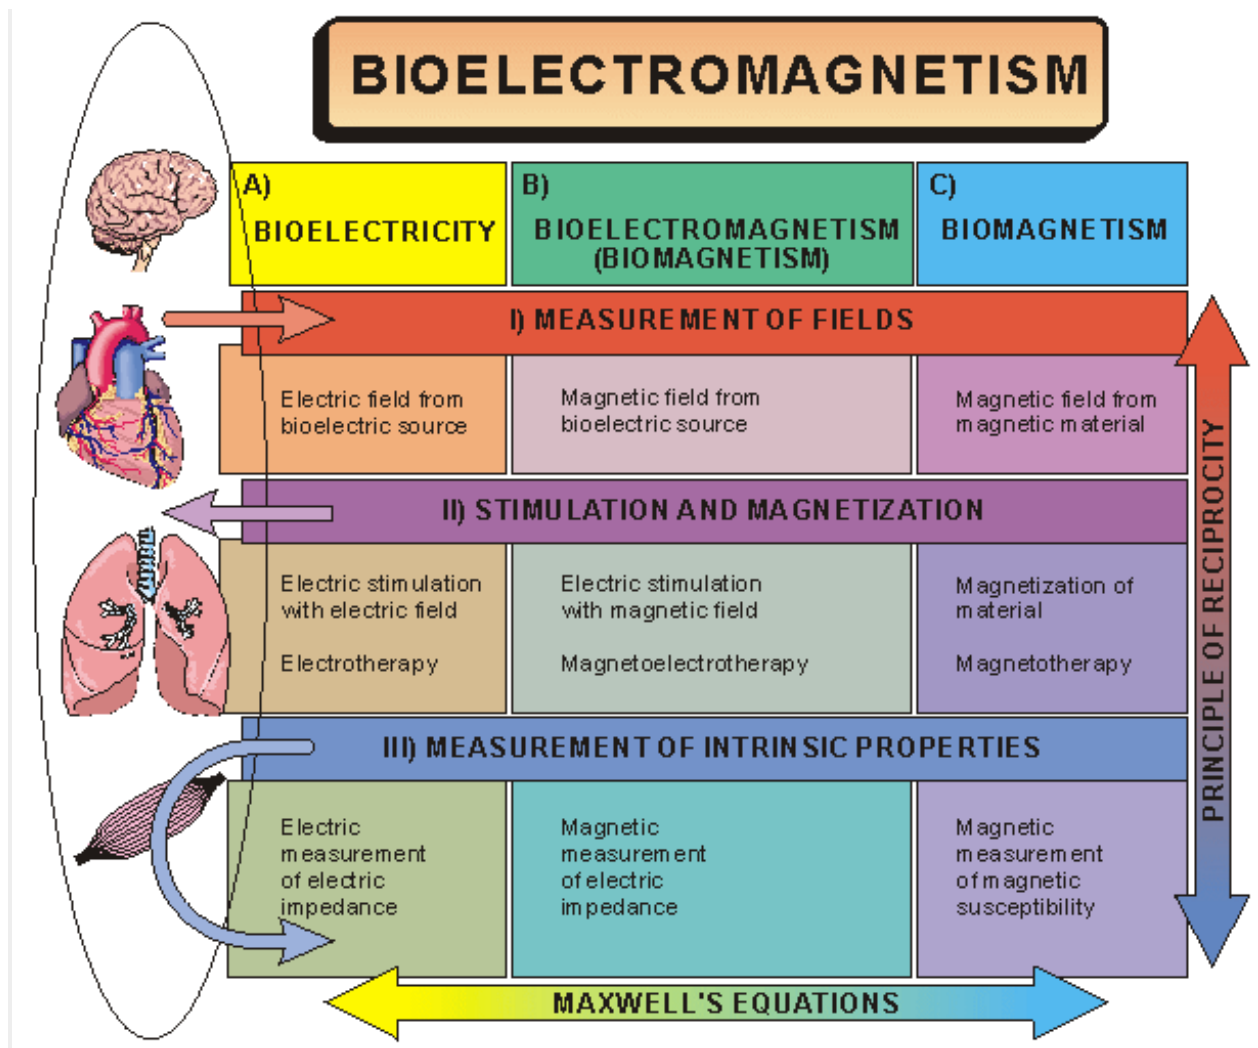 BIOELECTROMAGNETISM
A)
BIOELECTRICITY
B)
BIOELECTROMAGNETISM
(BIOMAGNETISM)
C)
BIOMAGNETISM
I) MEASUREMENT OF FIELDS
Electric field from
bioelectric source
Magnetic field from
bioelectric source
Magnetic field from
magnetic material
II) STIMULATION AND MAGNETIZATION
Electric stimulation
with electric field
Electrotherapy
Electric stimulation
with magnetic field
Magnetoelectrotherapy
Magnetization of
material
Magnetotherapy
III) MEASUREMENT OF INTRINSIC PROPERTIES
Electric
measurement
of electric
impedance
Magnetic
measurement
of electric
impedance
Magnetic
measurement
of magnetic
susceptibility
PRINCIPLE OF RECIPROCITY
MAXWELL'S EQUATIONS